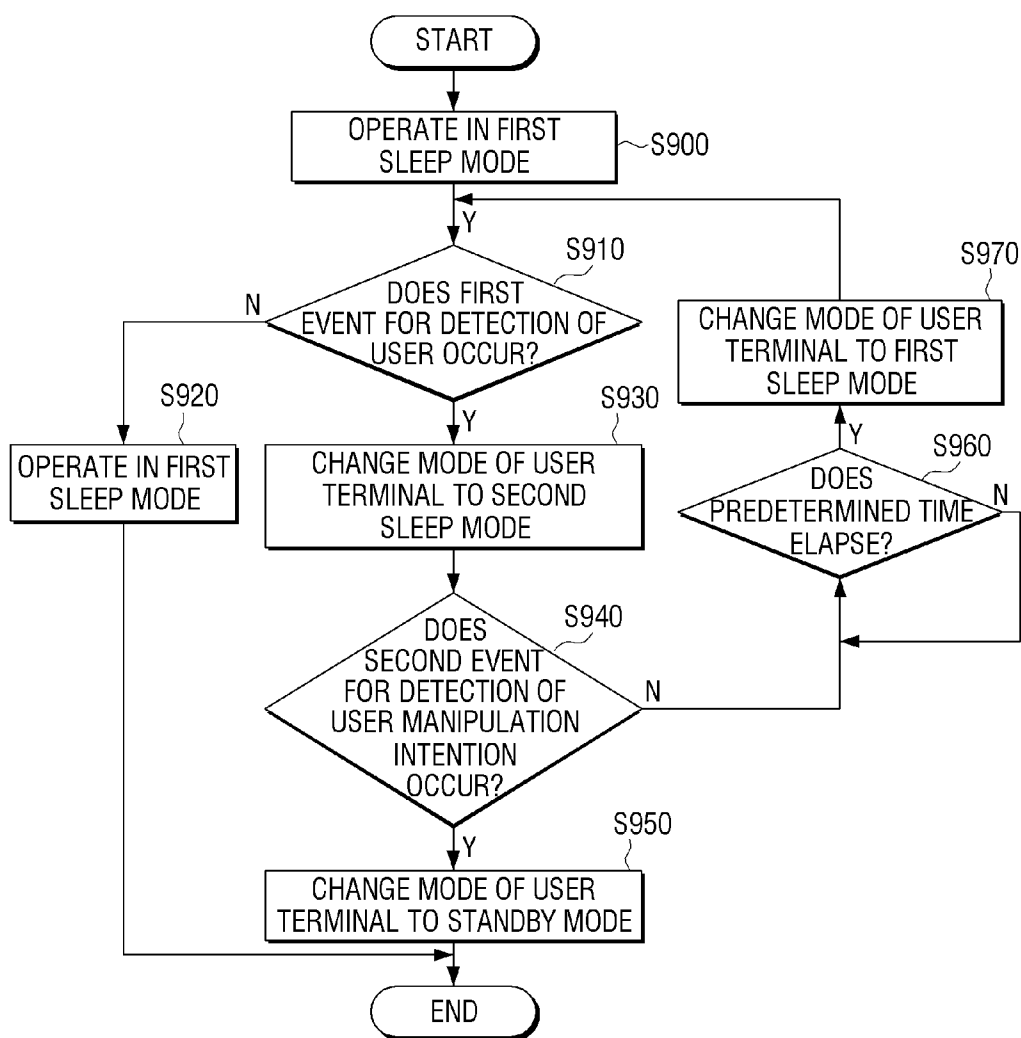 START
OPERATE IN FIRST
SLEEP MODE
S900
Y
S910
DOES FIRST
EVENT FOR DETECTION OF
USER OCCUR?
N
Y
S920
OPERATE IN FIRST
SLEEP MODE
S930
CHANGE MODE OF USER
TERMINAL TO SECOND
SLEEP MODE
S940
DOES
SECOND EVENT
FOR DETECTION OF
USER MANIPULATION
INTENTION
OCCUR?
N
Y
S950
CHANGE MODE OF USER
TERMINAL TO STANDBY MODE
S960
DOES
PREDETERMINED TIME
ELAPSE?
N
Y
S970
CHANGE MODE OF USER
TERMINAL TO FIRST
SLEEP MODE
END